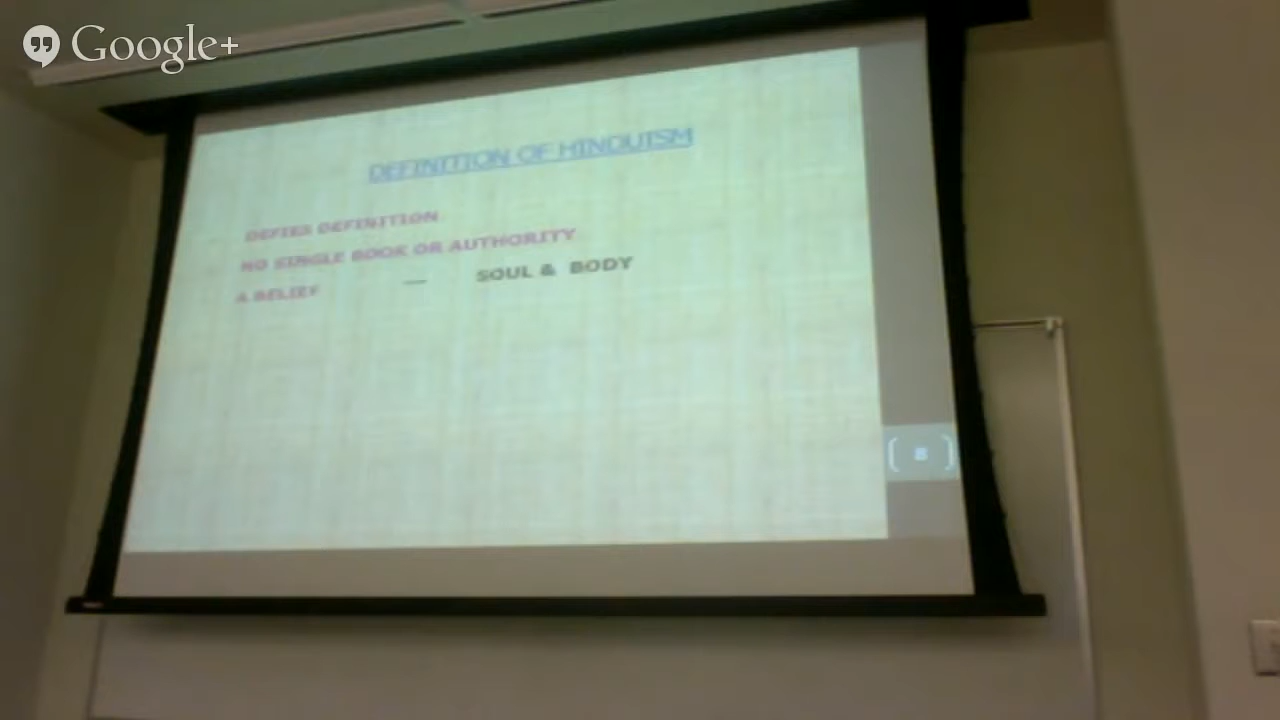 Google+
DEFINITION OF HINDUISM
DEFIES DEFINITION
NO SINGLE BOOK OR AUTHORITY
A BELIEF — SOUL & BODY